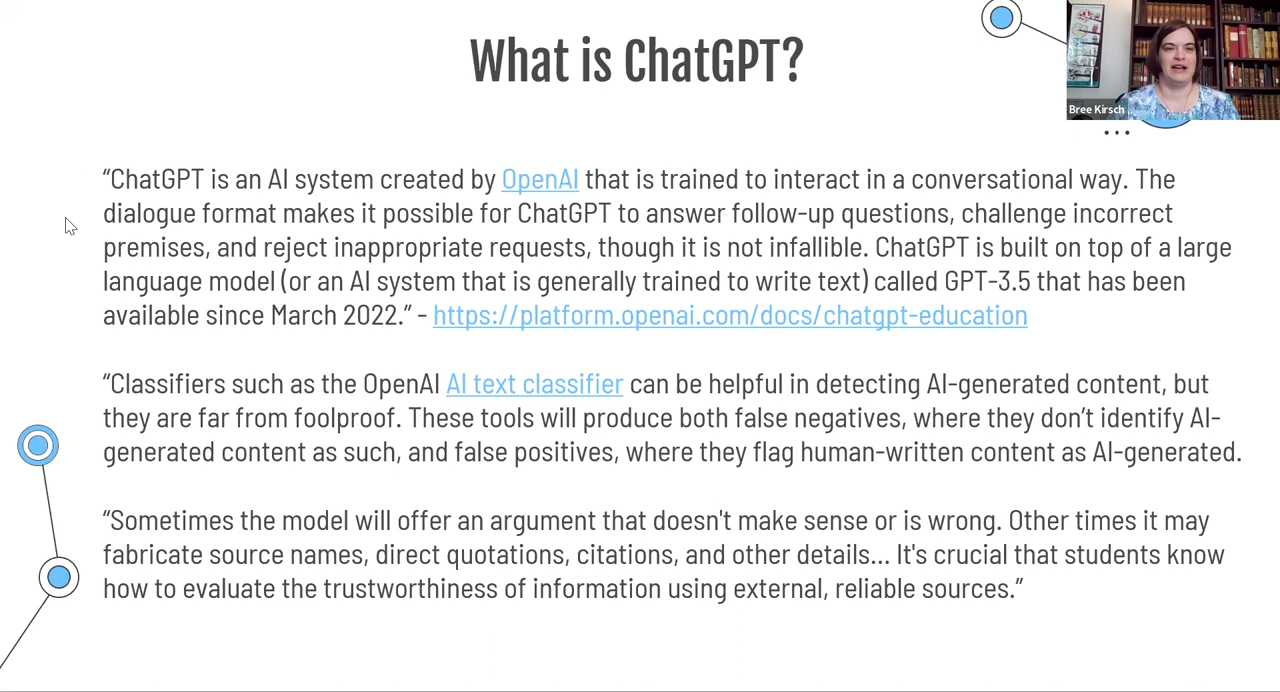 What is ChatGPT?
Bree Kirsch
“ChatGPT is an AI system created by OpenAI that is trained to interact in a conversational way. The
dialogue format makes it possible for ChatGPT to answer follow-up questions, challenge incorrect
premises, and reject inappropriate requests, though it is not infallible. ChatGPT is built on top of a large
language model (or an AI system that is generally trained to write text) called GPT-3.5 that has been
available since March 2022.” - https://platform.openai.com/docs/chatgpt-education
“Classifiers such as the OpenAI AI text classifier can be helpful in detecting AI-generated content, but
they are far from foolproof. These tools will produce both false negatives, where they don’t identify AI-
generated content as such, and false positives, where they flag human-written content as AI-generated.
“Sometimes the model will offer an argument that doesn't make sense or is wrong. Other times it may
fabricate source names, direct quotations, citations, and other details... It's crucial that students know
how to evaluate the trustworthiness of information using external, reliable sources.”